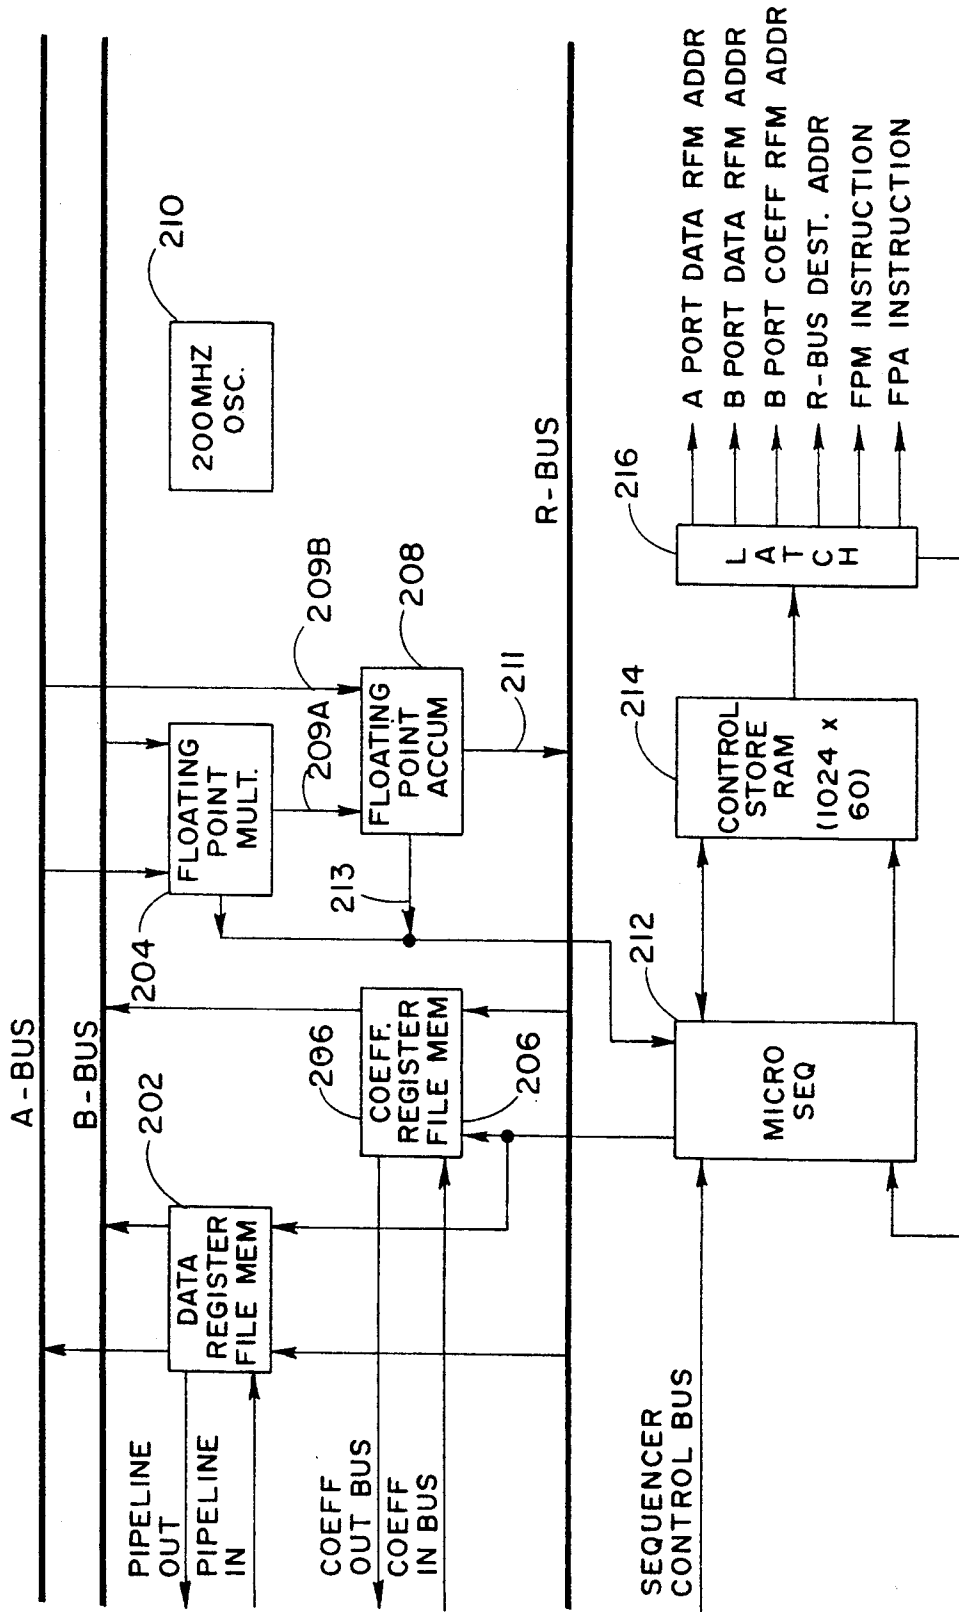 A-BUS
B-BUS
PIPELINE
OUT
PIPELINE
IN
202
DATA
REGISTER
FILE MEM
204
FLOATING
POINT
MULT.
210
200MHZ
OSC.
COEFF
OUT BUS
COEFF
IN BUS
206
COEFF.
REGISTER
FILE MEM
206
213
209A
209B
FLOATING
POINT
ACCUM
208
211
R-BUS
SEQUENCER
CONTROL BUS
212
MICRO
SEQ
214
CONTROL
STORE
RAM
(1024 X
60)
216
LATCH
A PORT DATA RFM ADDR
B PORT DATA RFM ADDR
B PORT COEFF RFM ADDR
R-BUS DEST. ADDR
FPM INSTRUCTION
FPA INSTRUCTION